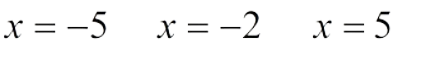 x = −5 x = −2 x = 5